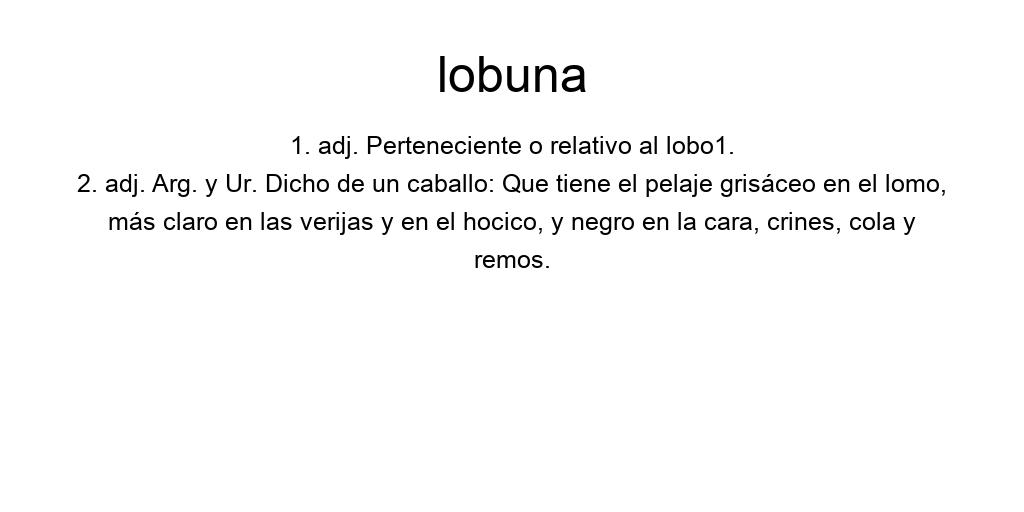 lobuna
1. adj. Perteneciente o relativo al lobo1.
2. adj. Arg. y Ur. Dicho de un caballo: Que tiene el pelaje grisáceo en el lomo,
más claro en las verijas y en el hocico, y negro en la cara, crines, cola y
remos.